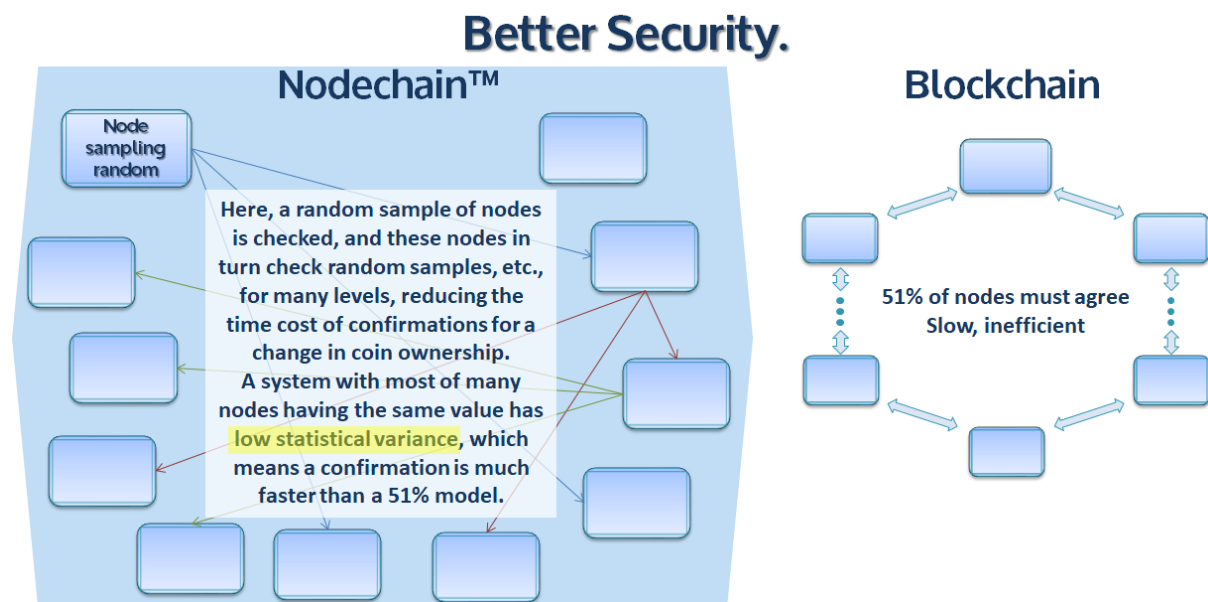 Better Security.
Nodechain™
Node
sampling
random
Here, a random sample of nodes
is checked, and these nodes in
turn check random samples, etc.,
for many levels, reducing the
time cost of confirmations for a
change in coin ownership.
A system with most of many
nodes having the same value has
low statistical variance, which
means a confirmation is much
faster than a 51% model.
Blockchain
51% of nodes must agree
Slow, inefficient